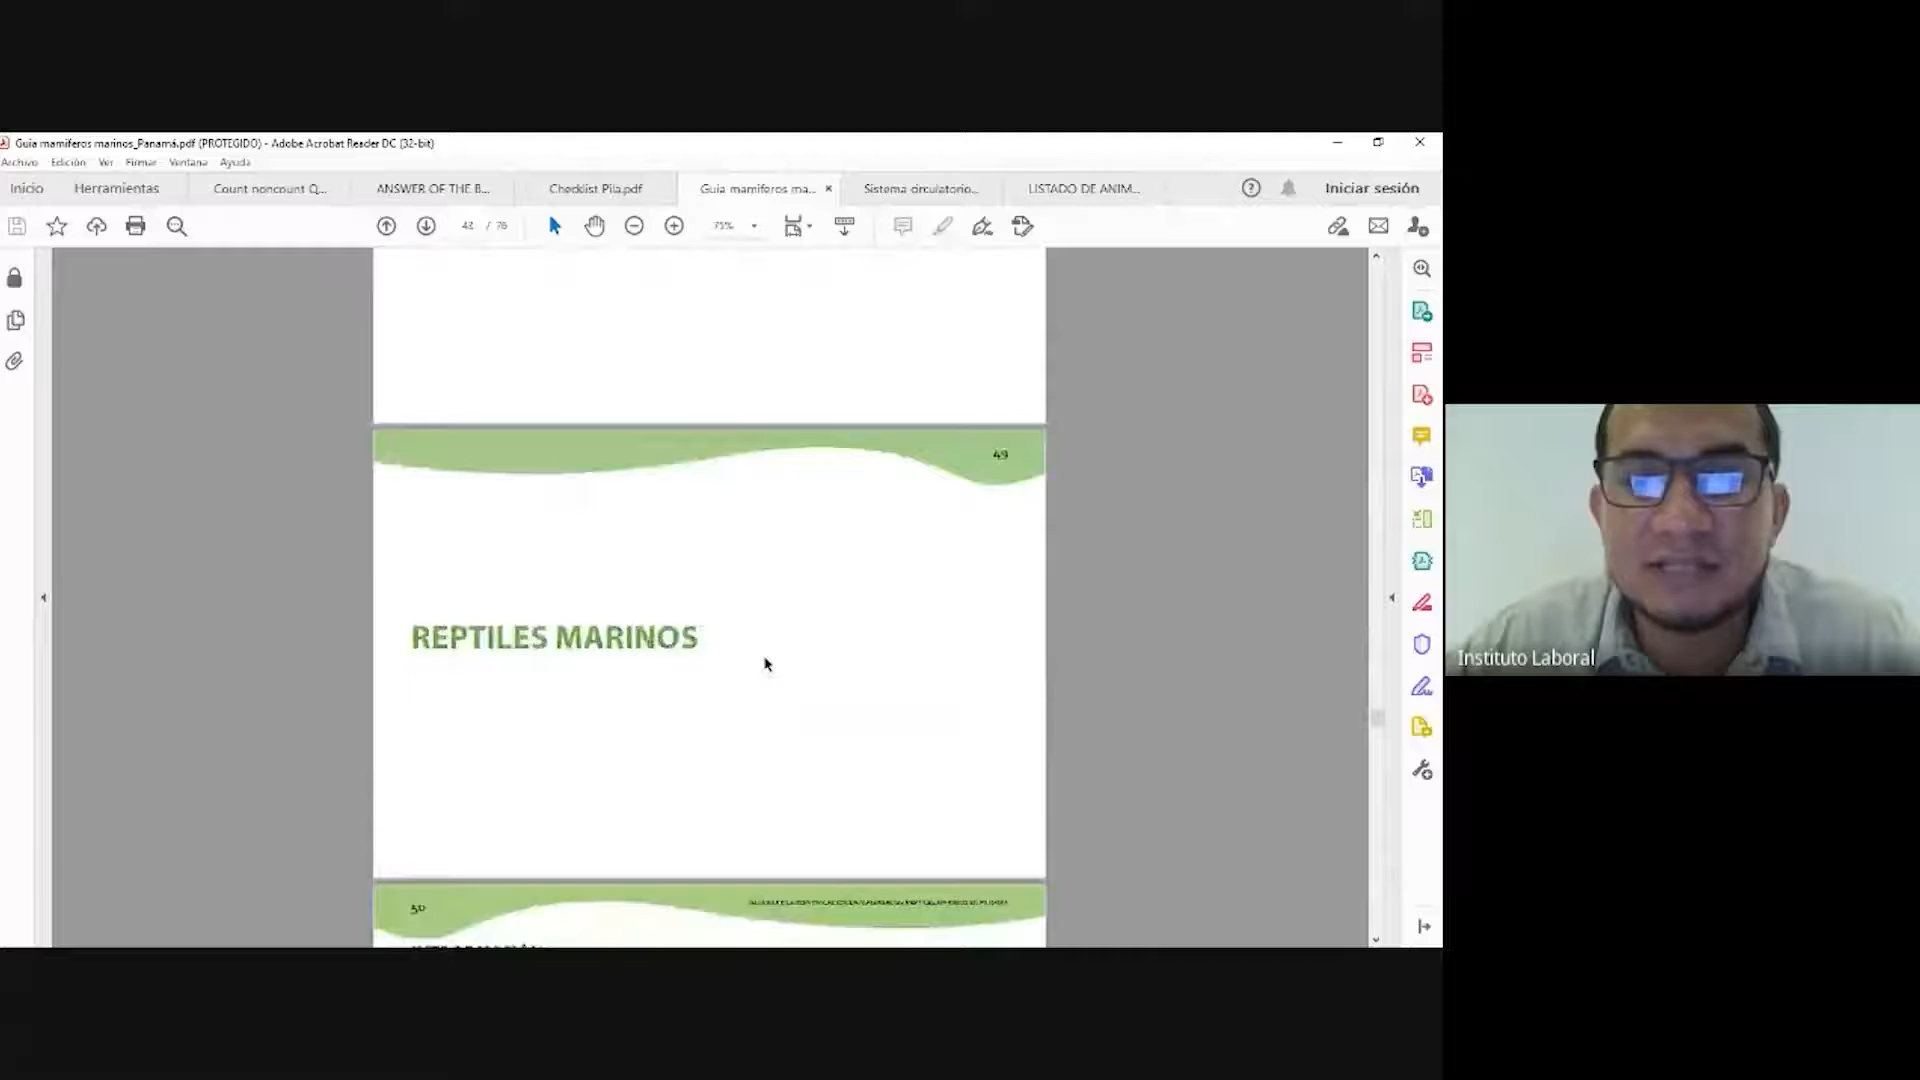 Guia mamiferos marinos_Panamá.pdf (PROTEGIDO) - Adobe Acrobat Reader DC (32-bit)
Archivo Edición Ver Firmar Ventana Ayuda
Inicio Herramientas Count noncount Q... ANSWER OF THE B... Checklist Pila.pdf Guia mamiferos ma... × Sistema circulatorio... LISTADO DE ANIM... Iniciar sesión
42 / 76 75%
49
REPTILES MARINOS
50
Instituto Laboral